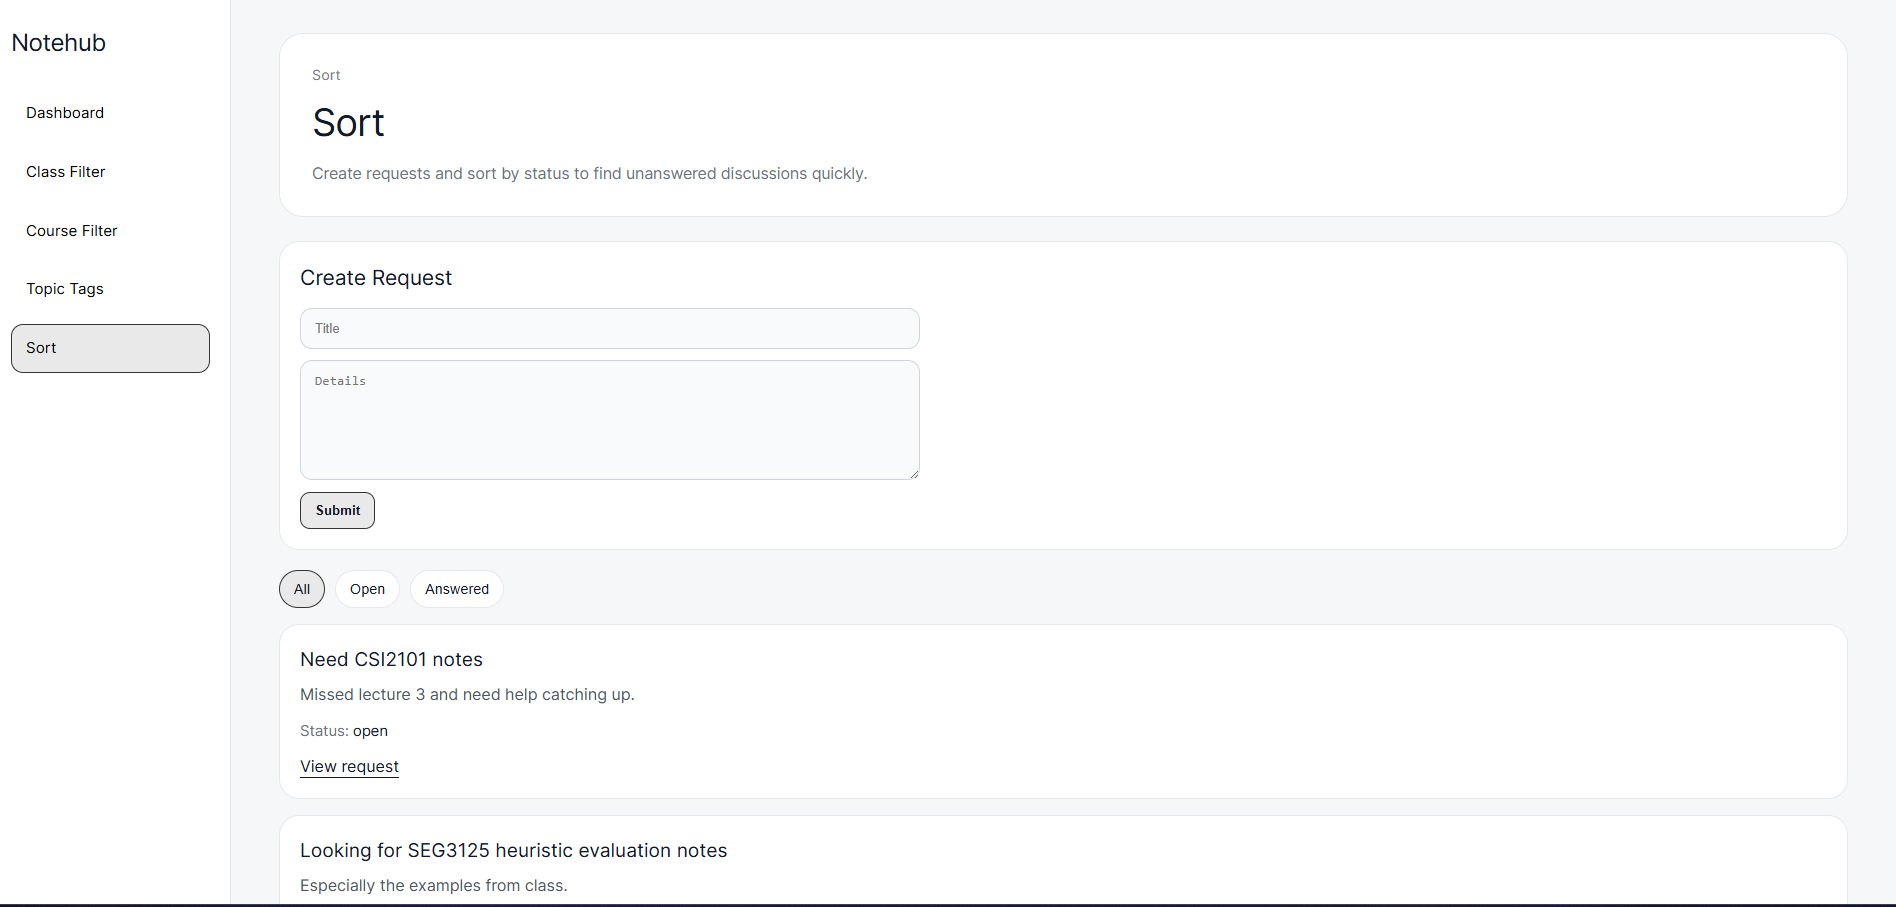 Notehub
Dashboard
Class Filter
Course Filter
Topic Tags
Sort
Sort
Sort
Create requests and sort by status to find unanswered discussions quickly.
Create Request
Title
Details
Submit
All
Open
Answered
Need CSI2101 notes
Missed lecture 3 and need help catching up.
Status: open
View request
Looking for SEG3125 heuristic evaluation notes
Especially the examples from class.